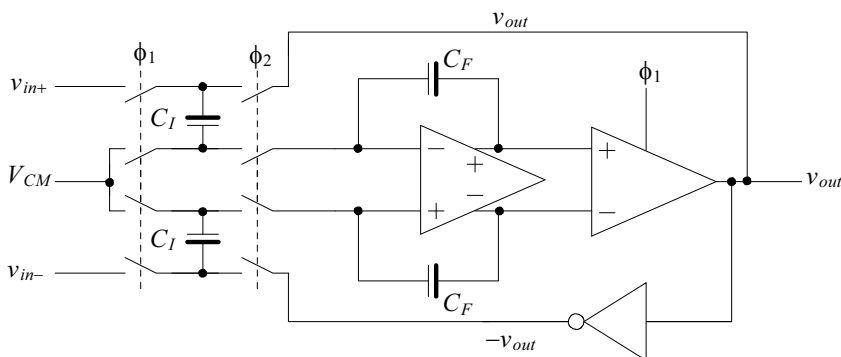 v_out
ϕ1 ϕ2 C_F ϕ1
v_in+
C_I
− + +
V_CM v_out
+ − −
C_I
v_in− C_F
−v_out